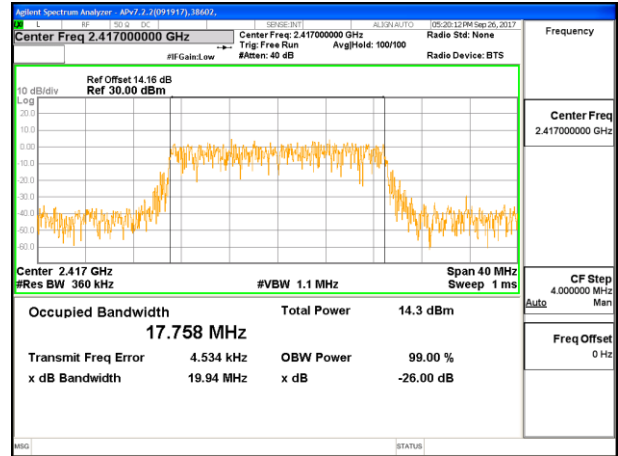 Agilent Spectrum Analyzer - APv7.2.2(091917),38602,
L RF 50 Ω DC SENSE:INT ALIGN AUTO 05:20:12 PM Sep 26, 2017
Center Freq 2.417000000 GHz
Center Freq: 2.417000000 GHz
Radio Std: None
Trig: Free Run Avg|Hold: 100/100
#IFGain:Low
#Atten: 40 dB
Radio Device: BTS
Frequency
Ref Offset 14.16 dB
10 dB/div Ref 30.00 dBm
Log
20.0
10.0
0.00
-10.0
-20.0
-30.0
-40.0
-50.0
-60.0
Center 2.417 GHz
Span 40 MHz
#Res BW 360 kHz
#VBW 1.1 MHz
Sweep 1 ms
Occupied Bandwidth
17.758 MHz
Total Power 14.3 dBm
Transmit Freq Error 4.534 kHz
OBW Power 99.00 %
x dB Bandwidth 19.94 MHz
x dB -26.00 dB
Center Freq
2.417000000 GHz
CF Step
4.000000 MHz
Auto Man
Freq Offset
0 Hz
MSG
STATUS